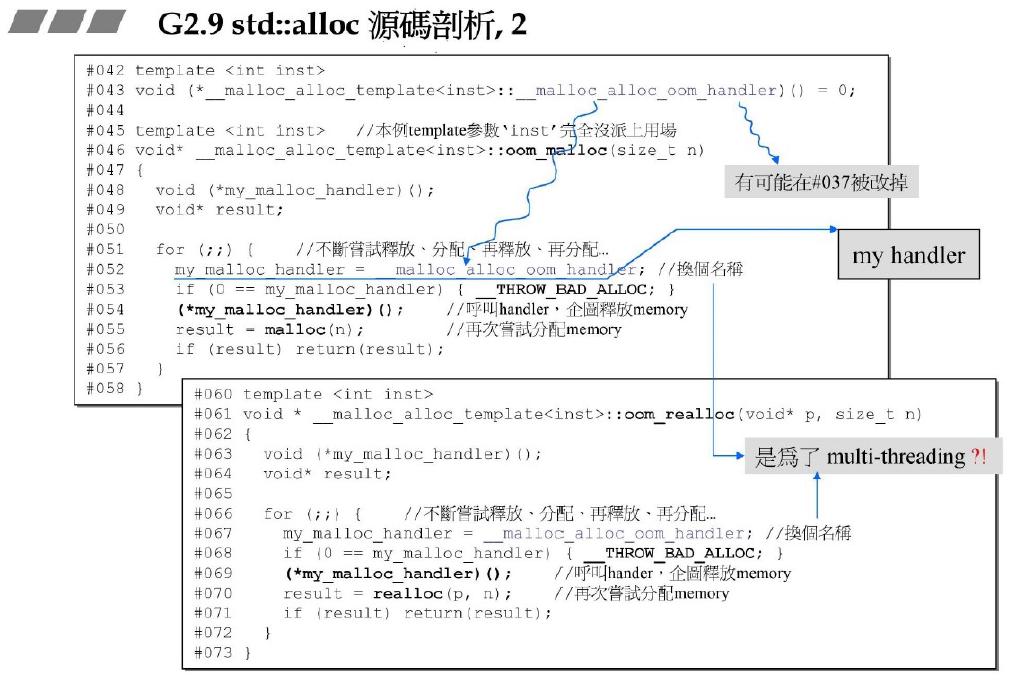 G2.9 std::alloc 源碼剖析, 2
#042 template <int inst>
#043 void (*__malloc_alloc_template<inst>::__malloc_alloc_oom_handler)() = 0;
#044
#045 template <int inst> //本例template參數‵inst′完全沒派上用場
#046 void* __malloc_alloc_template<inst>::oom_malloc(size_t n)
#047 {
有可能在#037被改掉
#048 void (*my_malloc_handler)();
#049 void* result;
#050
#051 for (;;) { //不斷嘗試釋放、分配、再釋放、再分配…
my handler
#052 my_malloc_handler = __malloc_alloc_oom_handler; //換個名稱
#053 if (0 == my_malloc_handler) { __THROW_BAD_ALLOC; }
#054 (*my_malloc_handler)(); //呼叫handler，企圖釋放memory
#055 result = malloc(n); //再次嘗試分配memory
#056 if (result) return(result);
#057 }
#058 }
#060 template <int inst>
#061 void * __malloc_alloc_template<inst>::oom_realloc(void* p, size_t n)
#062 {
#063 void (*my_malloc_handler)();
是為了 multi-threading ?!
#064 void* result;
#065
#066 for (;;) { //不斷嘗試釋放、分配、再釋放、再分配…
#067 my_malloc_handler = __malloc_alloc_oom_handler; //換個名稱
#068 if (0 == my_malloc_handler) { __THROW_BAD_ALLOC; }
#069 (*my_malloc_handler)(); //呼叫hander，企圖釋放memory
#070 result = realloc(p, n); //再次嘗試分配memory
#071 if (result) return(result);
#072 }
#073 }